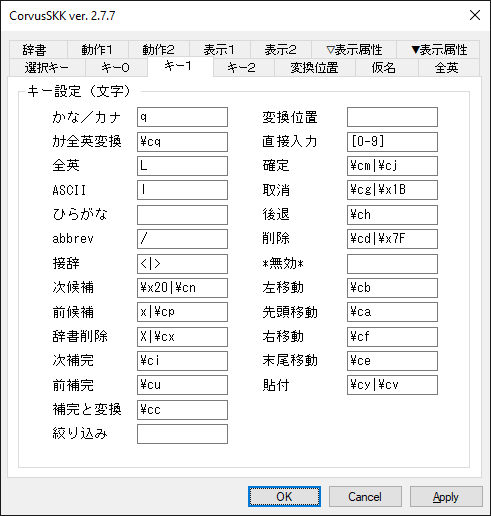 CorvusSKK ver. 2.7.7
辞書 動作1 動作2 表示1 表示2 ▽表示属性 ▼表示属性
選択キー キー0 キー1 キー2 変換位置 仮名 全英
キー設定（文字）
かな／カナ q 変換位置
ｶﾅ全英変換 ¥cq 直接入力 [0-9]
全英 L 確定 ¥cm|¥cj
ASCII l 取消 ¥cg|¥x1B
ひらがな 後退 ¥ch
abbrev / 削除 ¥cd|¥x7F
接辞 <|> *無効*
次候補 ¥x20|¥cn 左移動 ¥cb
前候補 x|¥cp 先頭移動 ¥ca
辞書削除 X|¥cx 右移動 ¥cf
次補完 ¥ci 末尾移動 ¥ce
前補完 ¥cu 貼付 ¥cy|¥cv
補完と変換 ¥cc
絞り込み
OK Cancel Apply